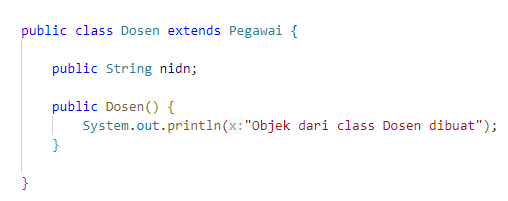 public class Dosen extends Pegawai {
public String nidn;
public Dosen() {
System.out.println(x:"Objek dari class Dosen dibuat");
}
}